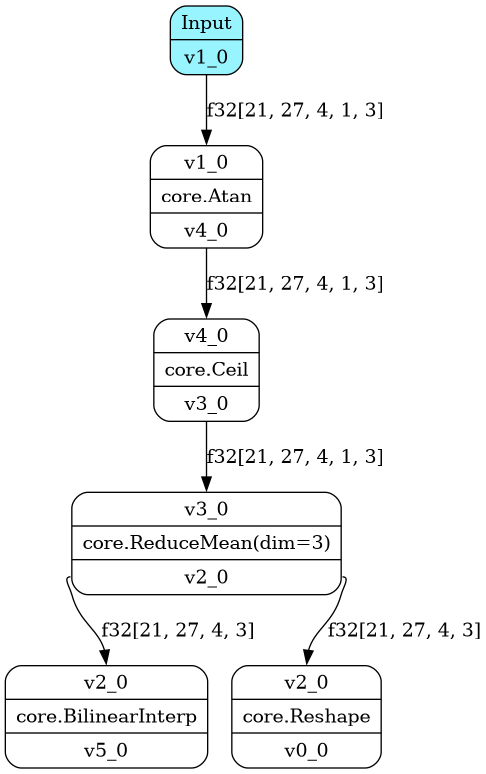 Input
v1_0
f32[21, 27, 4, 1, 3]
v1_0
core.Atan
v4_0
f32[21, 27, 4, 1, 3]
v4_0
core.Ceil
v3_0
f32[21, 27, 4, 1, 3]
v3_0
core.ReduceMean(dim=3)
v2_0
f32[21, 27, 4, 3]
f32[21, 27, 4, 3]
v2_0
core.BilinearInterp
v5_0
v2_0
core.Reshape
v0_0